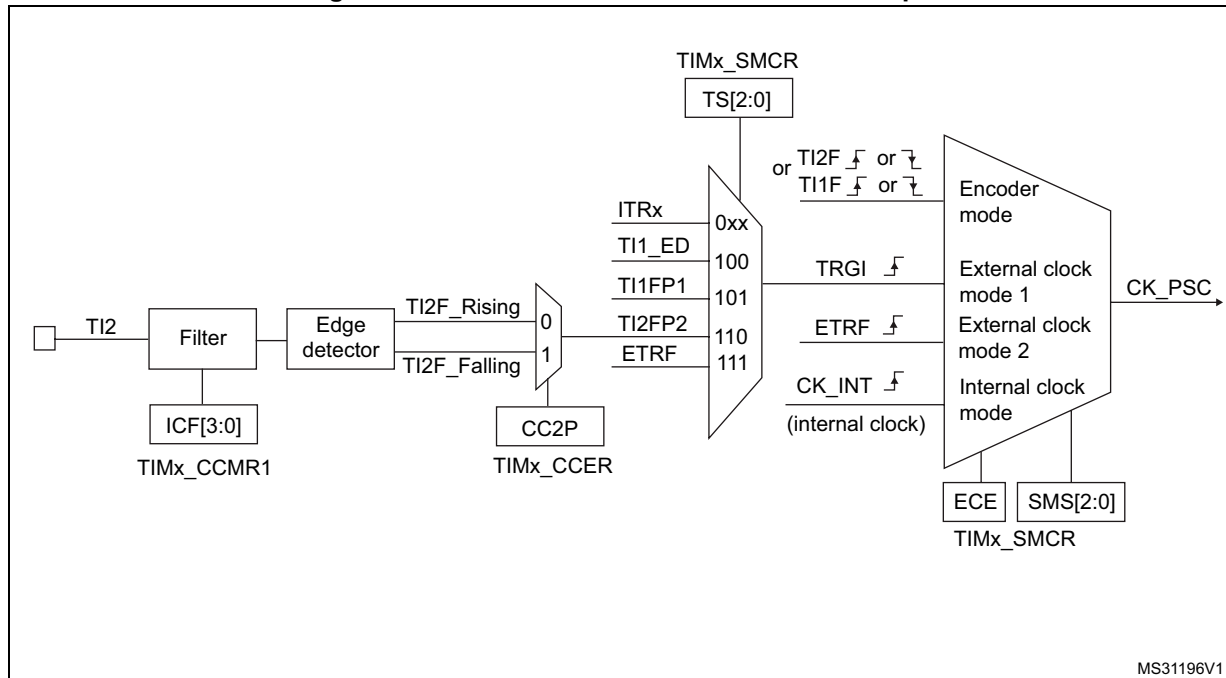 TIMx_SMCR
TS[2:0]
or TI2F or
TI1F or
Encoder
mode
ITRx
0xx
TI1_ED
100
TRGI
External clock
mode 1
CK_PSC
TI1FP1
101
TI2F_Rising
0
TI2FP2
110
ETRF
External clock
mode 2
TI2
Filter
Edge
detector
1
ETRF
111
TI2F_Falling
CK_INT
Internal clock
mode
(internal clock)
ICF[3:0]
CC2P
TIMx_CCMR1
TIMx_CCER
ECE
SMS[2:0]
TIMx_SMCR
MS31196V1